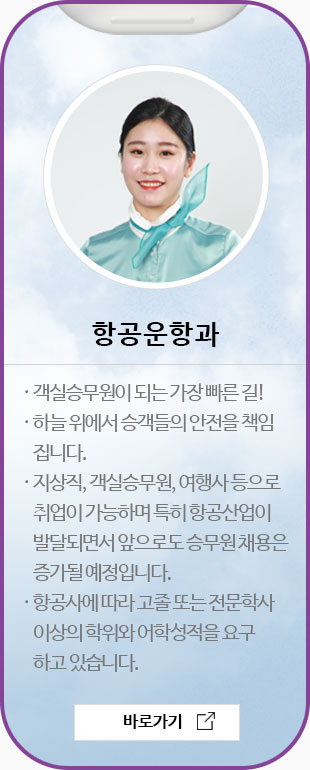 항공운항과
· 객실승무원이 되는 가장 빠른 길!
· 하늘 위에서 승객들의 안전을 책임
집니다.
· 지상직, 객실승무원, 여행사 등으로
취업이 가능하며 특히 항공산업이
발달되면서 앞으로도 승무원 채용은
증가될 예정입니다.
· 항공사에 따라 고졸 또는 전문학사
이상의 학위와 어학성적을 요구
하고 있습니다.
바로가기